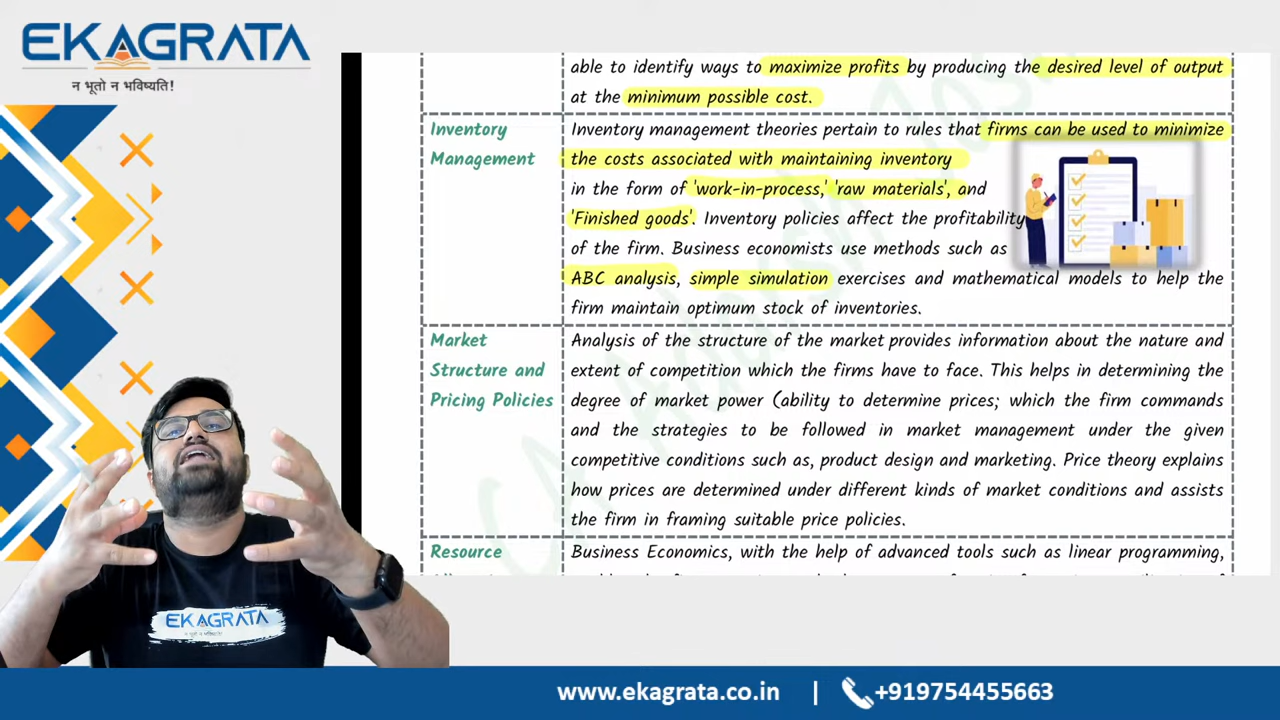 EKAGRATA
न भूतो न भविष्यति!
able to identify ways to maximize profits by producing the desired level of output
at the minimum possible cost.
Inventory Management
Inventory management theories pertain to rules that firms can be used to minimize
the costs associated with maintaining inventory
in the form of 'work-in-process,' 'raw materials', and
'Finished goods'. Inventory policies affect the profitability
of the firm. Business economists use methods such as
ABC analysis, simple simulation exercises and mathematical models to help the
firm maintain optimum stock of inventories.
Market Structure and Pricing Policies
Analysis of the structure of the market provides information about the nature and
extent of competition which the firms have to face. This helps in determining the
degree of market power (ability to determine prices; which the firm commands
and the strategies to be followed in market management under the given
competitive conditions such as, product design and marketing. Price theory explains
how prices are determined under different kinds of market conditions and assists
the firm in framing suitable price policies.
Resource
Business Economics, with the help of advanced tools such as linear programming,
EKAGRATA
न भूतो न भविष्यति!
www.ekagrata.co.in | +919754455663